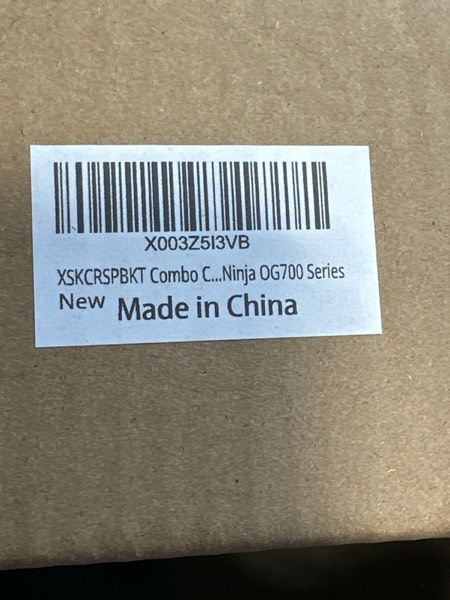 X003Z5I3VB
XSKCRSPBKT Combo C...Ninja OG700 Series
New Made in China